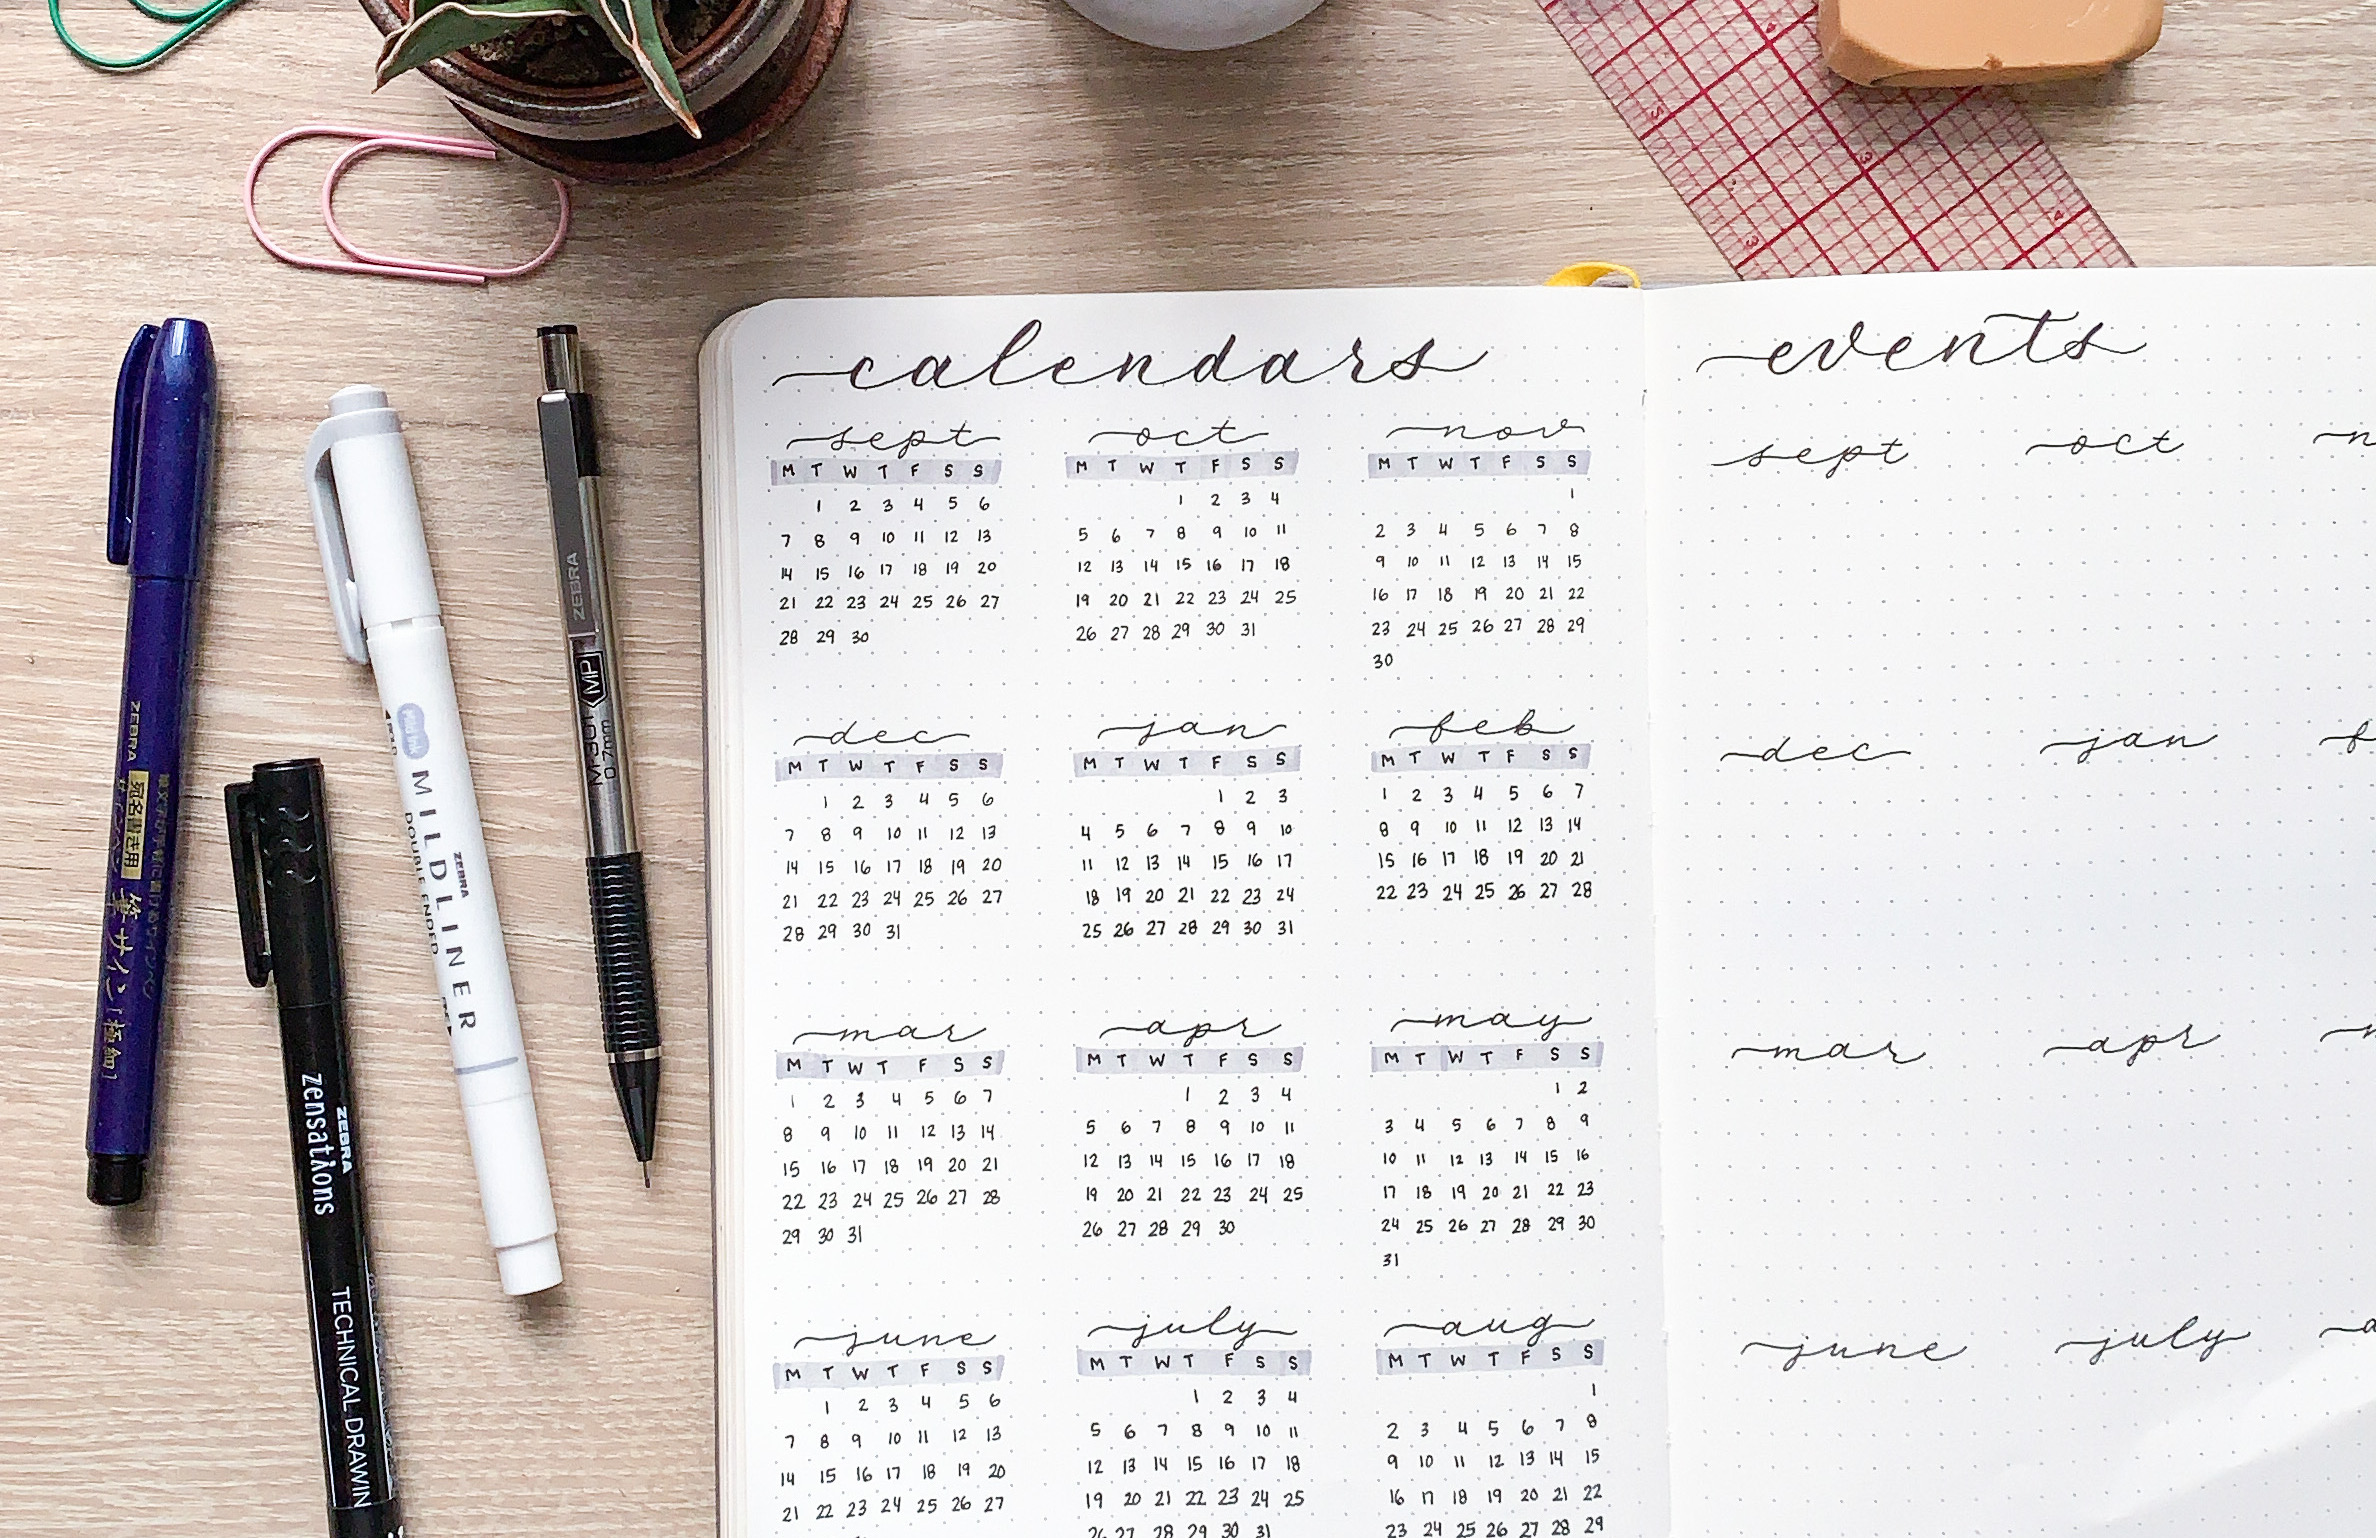 ZEBRA
宛名書き用
筆サイン
ZEBRA
zensations
TECHNICAL DRAWIN
mild ink
MILDLINER
DOUBLE ENDED
ZEBRA
ZEBRA
MP
M-301
0.7mm
calendars
sept
M T W T F S S
1 2 3 4 5 6
7 8 9 10 11 12 13
14 15 16 17 18 19 20
21 22 23 24 25 26 27
28 29 30
oct
M T W T F S S
1 2 3 4
5 6 7 8 9 10 11
12 13 14 15 16 17 18
19 20 21 22 23 24 25
26 27 28 29 30 31
nov
M T W T F S S
1
2 3 4 5 6 7 8
9 10 11 12 13 14 15
16 17 18 19 20 21 22
23 24 25 26 27 28 29
30
dec
M T W T F S S
1 2 3 4 5 6
7 8 9 10 11 12 13
14 15 16 17 18 19 20
21 22 23 24 25 26 27
28 29 30 31
jan
M T W T F S S
1 2 3
4 5 6 7 8 9 10
11 12 13 14 15 16 17
18 19 20 21 22 23 24
25 26 27 28 29 30 31
feb
M T W T F S S
1 2 3 4 5 6 7
8 9 10 11 12 13 14
15 16 17 18 19 20 21
22 23 24 25 26 27 28
mar
M T W T F S S
1 2 3 4 5 6 7
8 9 10 11 12 13 14
15 16 17 18 19 20 21
22 23 24 25 26 27 28
29 30 31
apr
M T W T F S S
1 2 3 4
5 6 7 8 9 10 11
12 13 14 15 16 17 18
19 20 21 22 23 24 25
26 27 28 29 30
may
M T W T F S S
1 2
3 4 5 6 7 8 9
10 11 12 13 14 15 16
17 18 19 20 21 22 23
24 25 26 27 28 29 30
31
june
M T W T F S S
1 2 3 4 5 6
7 8 9 10 11 12 13
14 15 16 17 18 19 20
21 22 23 24 25 26 27
july
M T W T F S S
1 2 3 4
5 6 7 8 9 10 11
12 13 14 15 16 17 18
19 20 21 22 23 24 25
26 27 28 29 30 31
aug
M T W T F S S
1
2 3 4 5 6 7 8
9 10 11 12 13 14 15
16 17 18 19 20 21 22
23 24 25 26 27 28 29
events
sept oct n
dec jan f
mar apr m
june july a